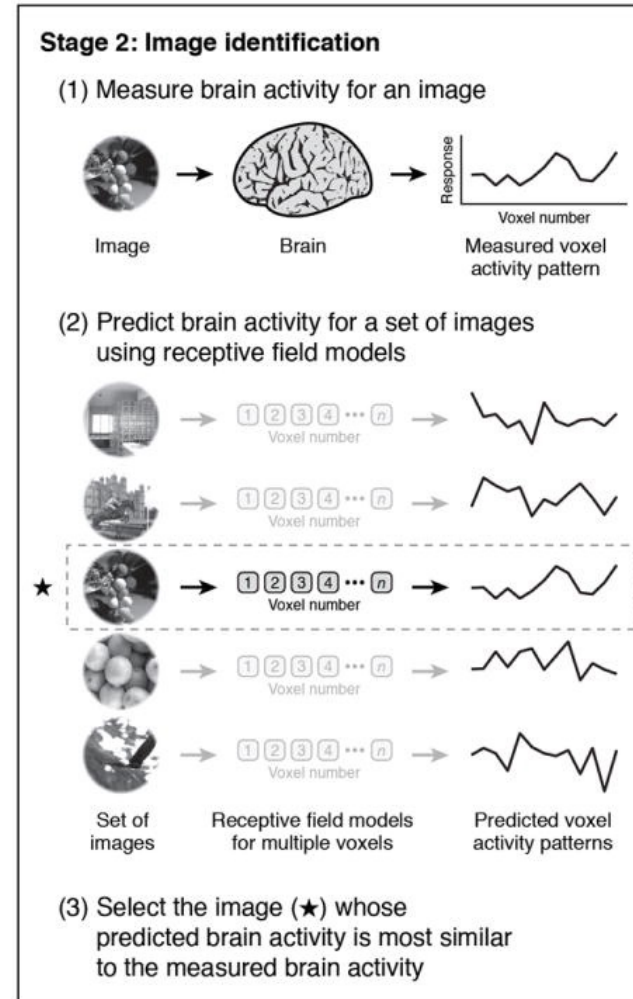 Stage 2: Image identification
(1) Measure brain activity for an image
Response
Voxel number
Image
Brain
Measured voxel
activity pattern
(2) Predict brain activity for a set of images
using receptive field models
1 2 3 4 ••• n
Voxel number
1 2 3 4 ••• n
Voxel number
★
1 2 3 4 ••• n
Voxel number
1 2 3 4 ••• n
Voxel number
1 2 3 4 ••• n
Voxel number
Set of
images
Receptive field models
for multiple voxels
Predicted voxel
activity patterns
(3) Select the image (★) whose
predicted brain activity is most similar
to the measured brain activity